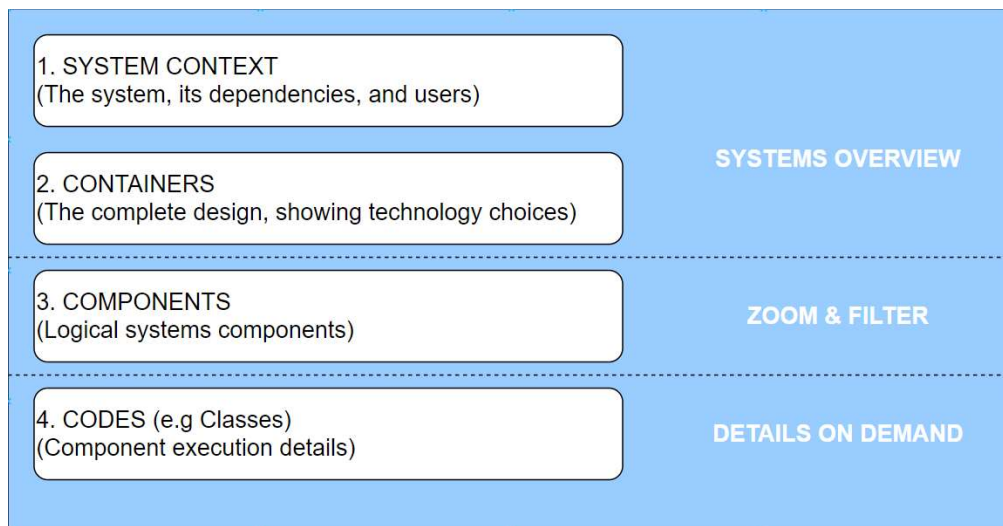 1. SYSTEM CONTEXT
(The system, its dependencies, and users)
SYSTEMS OVERVIEW
2. CONTAINERS
(The complete design, showing technology choices)
3. COMPONENTS
(Logical systems components)
ZOOM & FILTER
4. CODES (e.g Classes)
(Component execution details)
DETAILS ON DEMAND